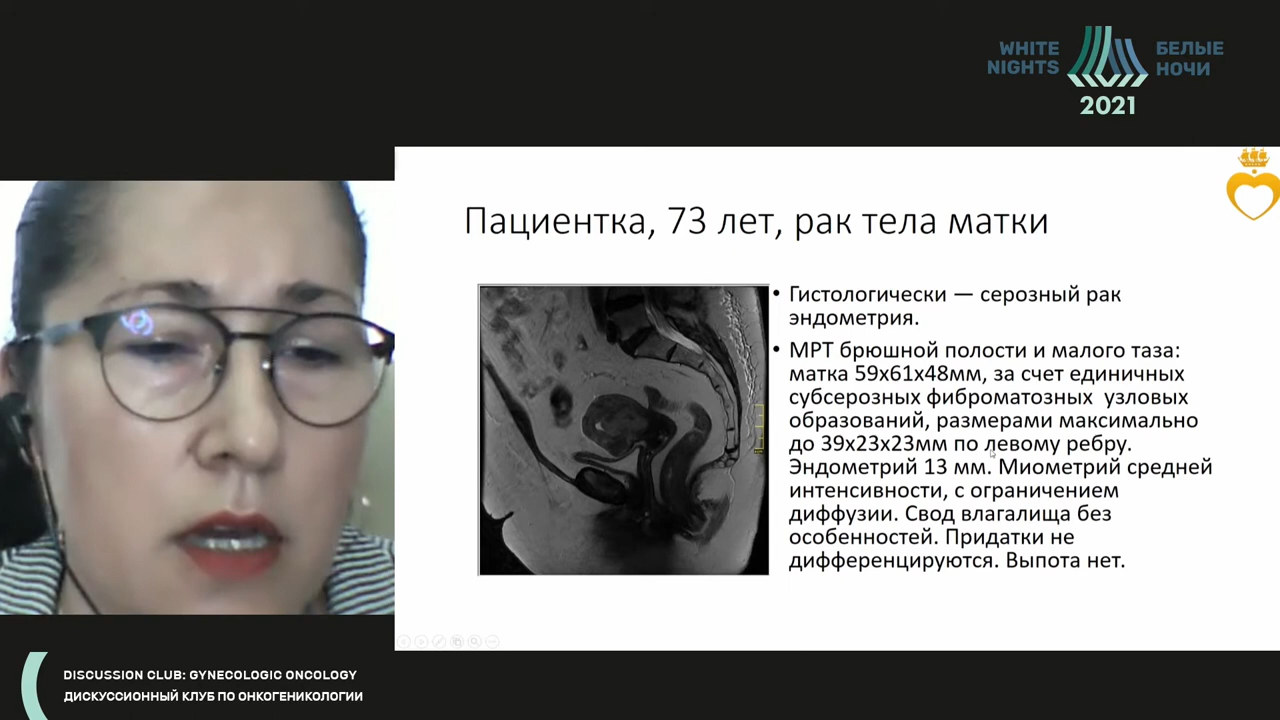 WHITE
NIGHTS
БЕЛЫЕ
НОЧИ
2021
Пациентка, 73 лет, рак тела матки
• Гистологически — серозный рак
эндометрия.
• МРТ брюшной полости и малого таза:
матка 59х61х48мм, за счет единичных
субсерозных фиброматозных узловых
образований, размерами максимально
до 39х23х23мм по левому ребру.
Эндометрий 13 мм. Миометрий средней
интенсивности, с ограничением
диффузии. Свод влагалища без
особенностей. Придатки не
дифференцируются. Выпота нет.
DISCUSSION CLUB: GYNECOLOGIC ONCOLOGY
ДИСКУССИОННЫЙ КЛУБ ПО ОНКОГЕНИКОЛОГИИ